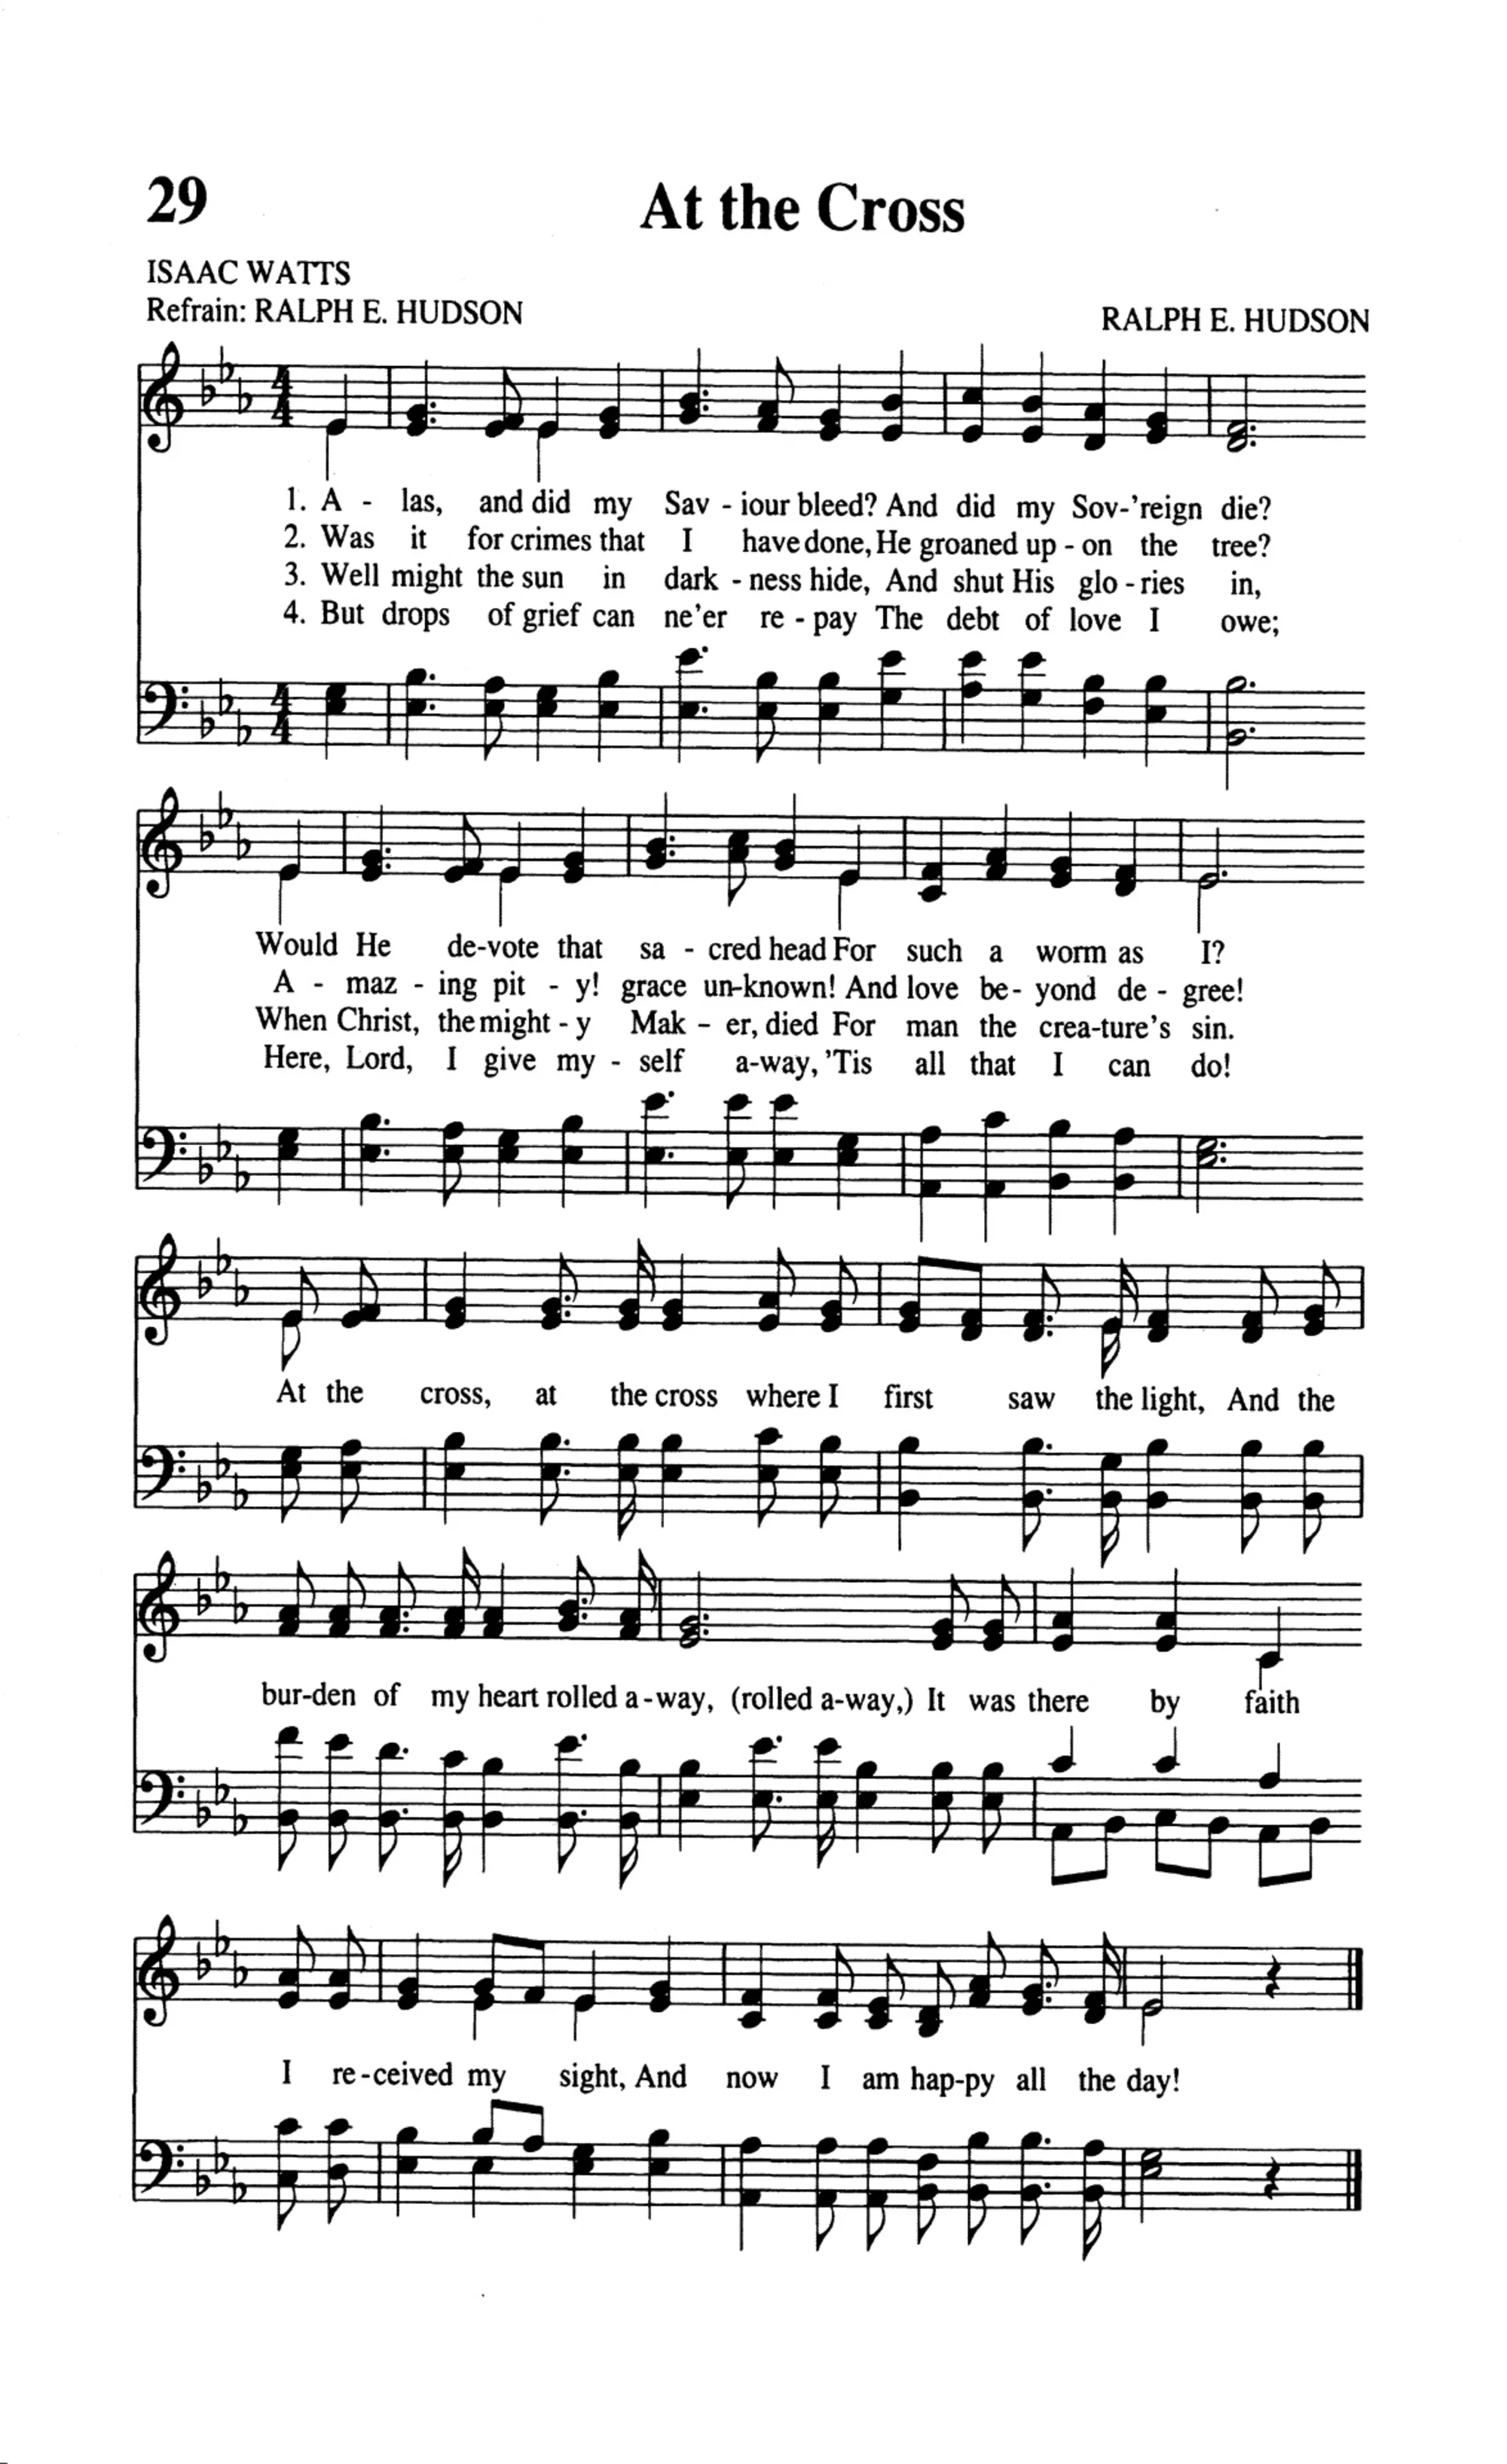 29
At the Cross
ISAAC WATTS
Refrain: RALPH E. HUDSON
RALPH E. HUDSON
4
4
1. A - las, and did my Sav - iour bleed? And did my Sov-'reign die?
2. Was it for crimes that I have done, He groaned up - on the tree?
3. Well might the sun in dark - ness hide, And shut His glo - ries in,
4. But drops of grief can ne'er re - pay The debt of love I owe;
4
4
Would He de-vote that sa - cred head For such a worm as I?
A - maz - ing pit - y! grace un-known! And love be- yond de - gree!
When Christ, the might - y Mak - er, died For man the crea-ture's sin.
Here, Lord, I give my - self a-way, 'Tis all that I can do!
At the cross, at the cross where I first saw the light, And the
bur-den of my heart rolled a-way, (rolled a-way,) It was there by faith
I re-ceived my sight, And now I am hap-py all the day!